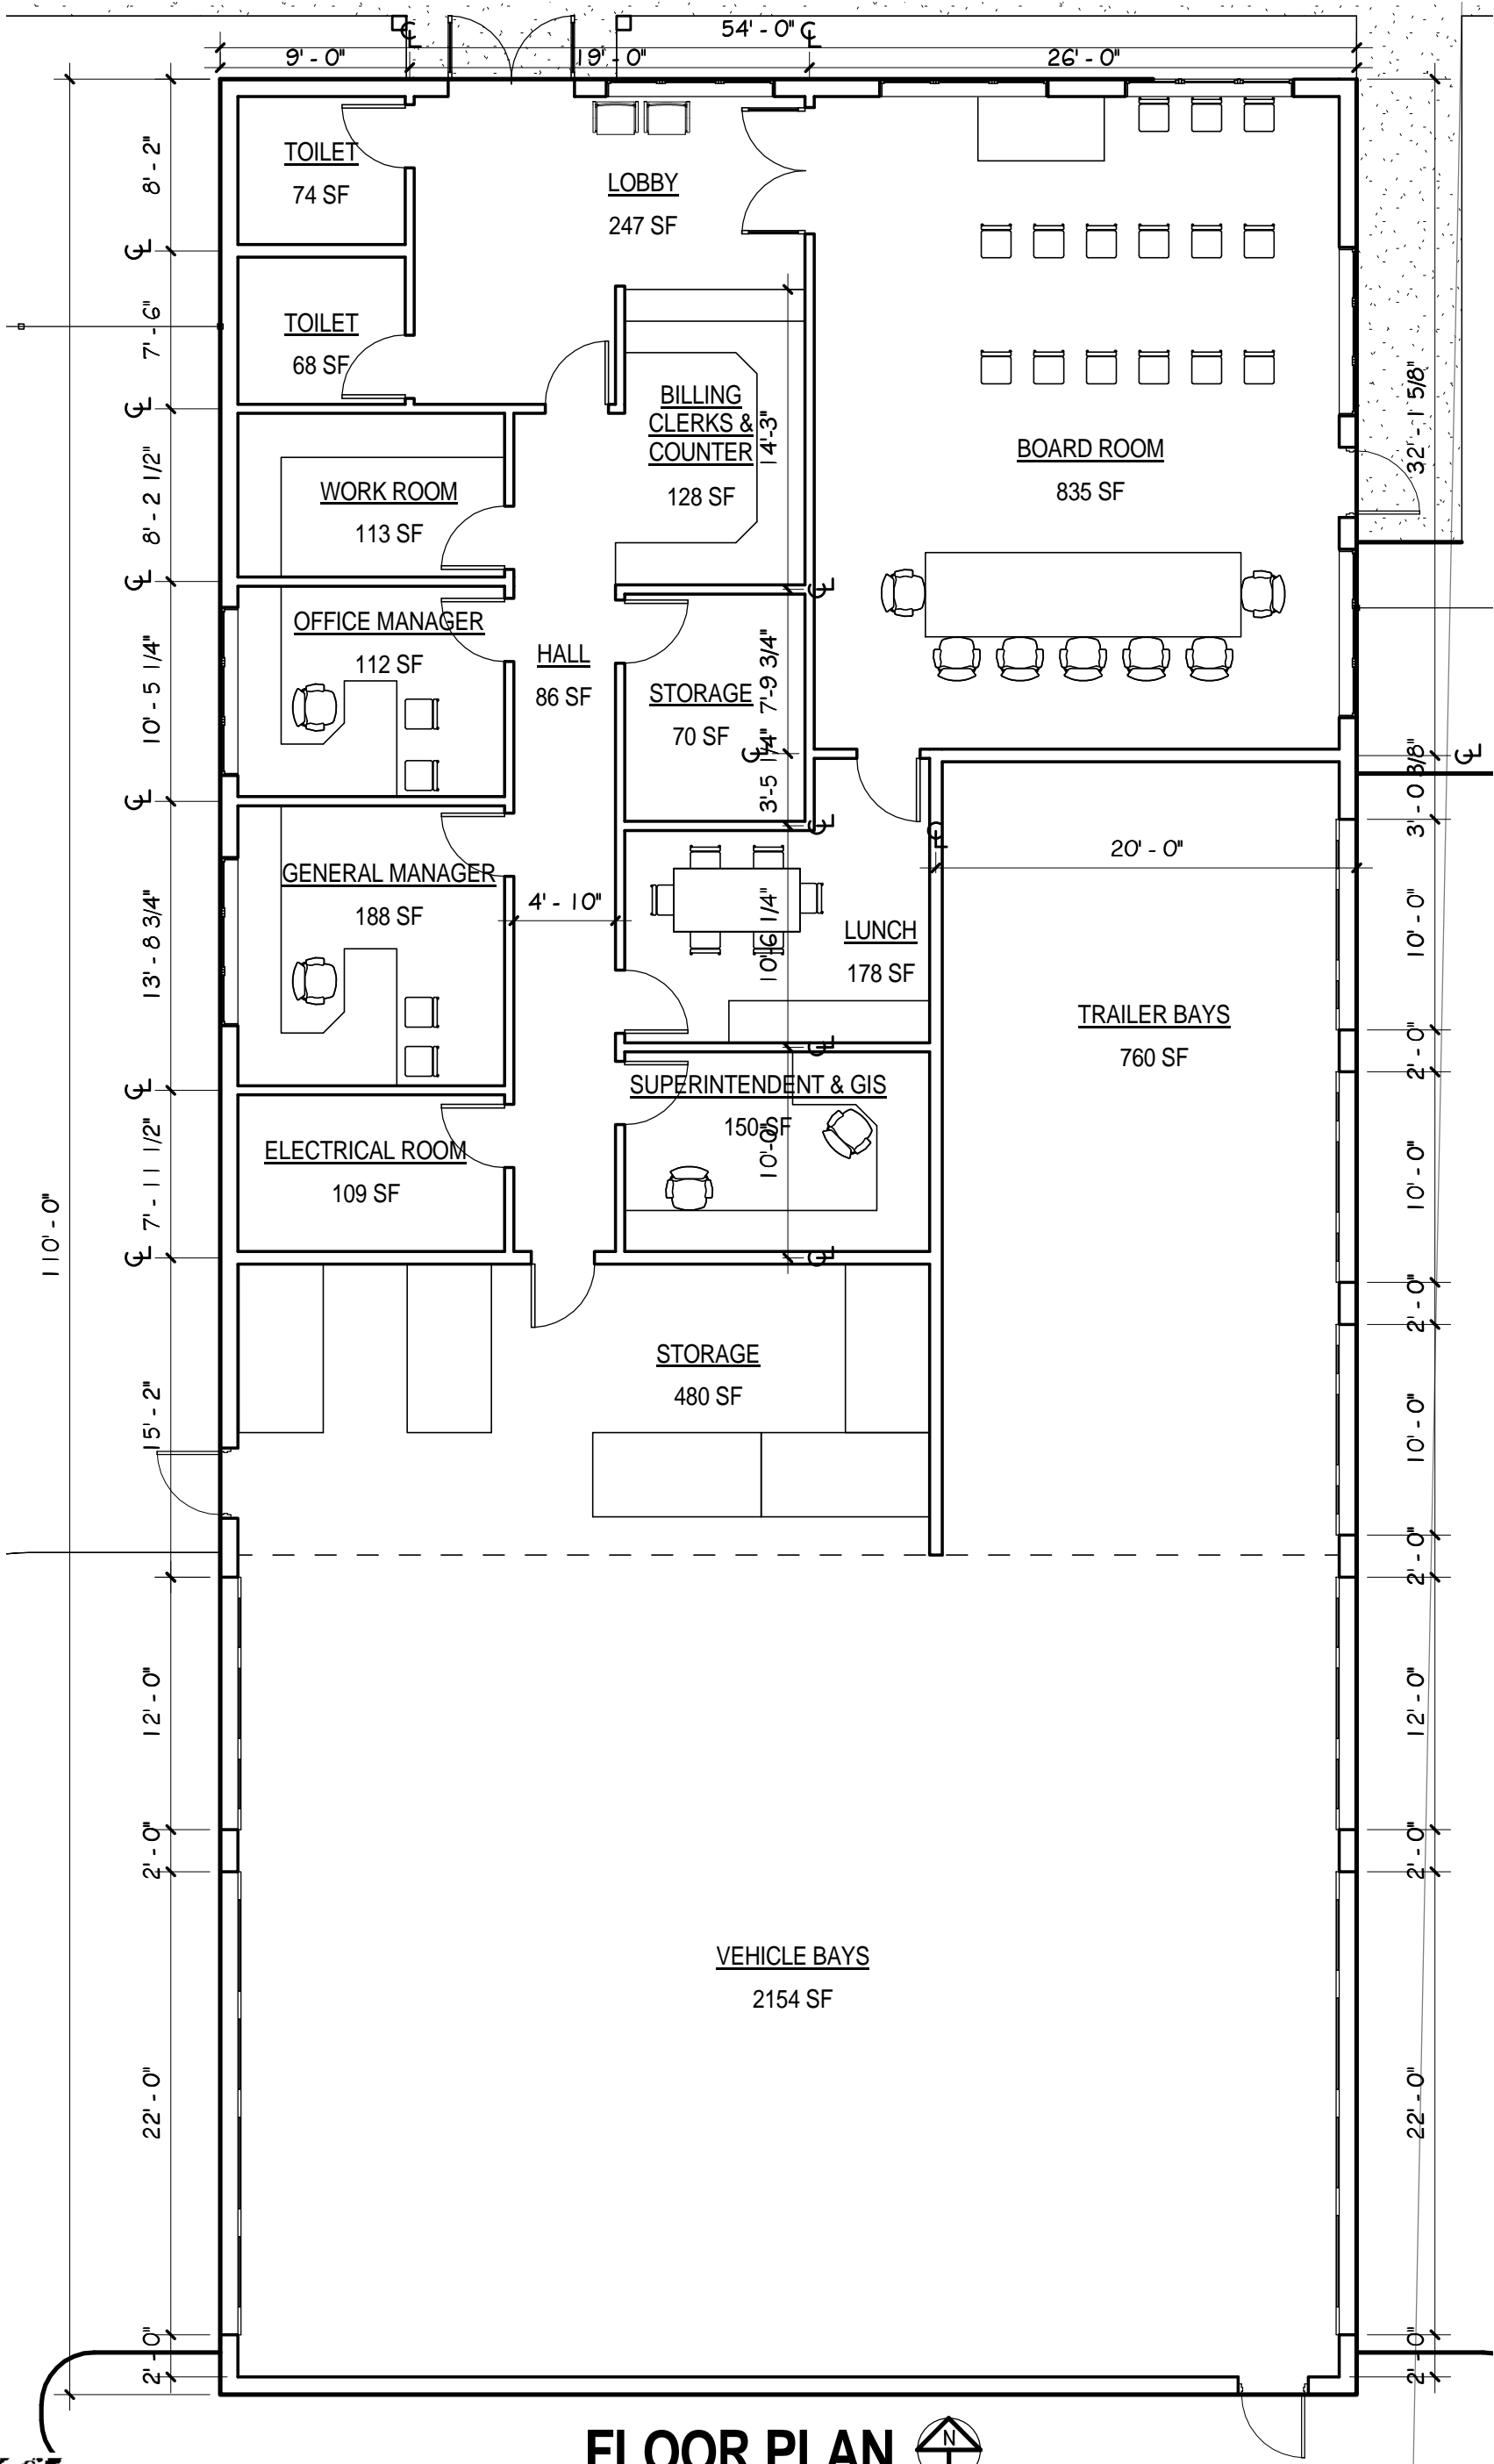 54' - 0"
9' - 0"
19' - 0"
26' - 0"
TOILET
74 SF
8' - 2"
LOBBY
247 SF
TOILET
68 SF
7' - 6"
BILLING
CLERKS &
COUNTER
128 SF
14'-3"
BOARD ROOM
835 SF
32' - 1 5/8"
WORK ROOM
113 SF
8' - 2 1/2"
OFFICE MANAGER
112 SF
10' - 5 1/4"
HALL
86 SF
STORAGE
70 SF
7'-9 3/4"
3'-5 1/4"
3' - 0 3/8"
20' - 0"
GENERAL MANAGER
188 SF
13' - 8 3/4"
4' - 10"
LUNCH
178 SF
10'-6 1/4"
10' - 0"
TRAILER BAYS
760 SF
2' - 0"
SUPERINTENDENT & GIS
150 SF
10'-0"
ELECTRICAL ROOM
109 SF
7' - 11 1/2"
10' - 0"
110' - 0"
2' - 0"
STORAGE
480 SF
15' - 2"
10' - 0"
2' - 0"
12' - 0"
12' - 0"
2' - 0"
2' - 0"
VEHICLE BAYS
2154 SF
22' - 0"
22' - 0"
2' - 0"
2' - 0"
FLOOR PLAN
N